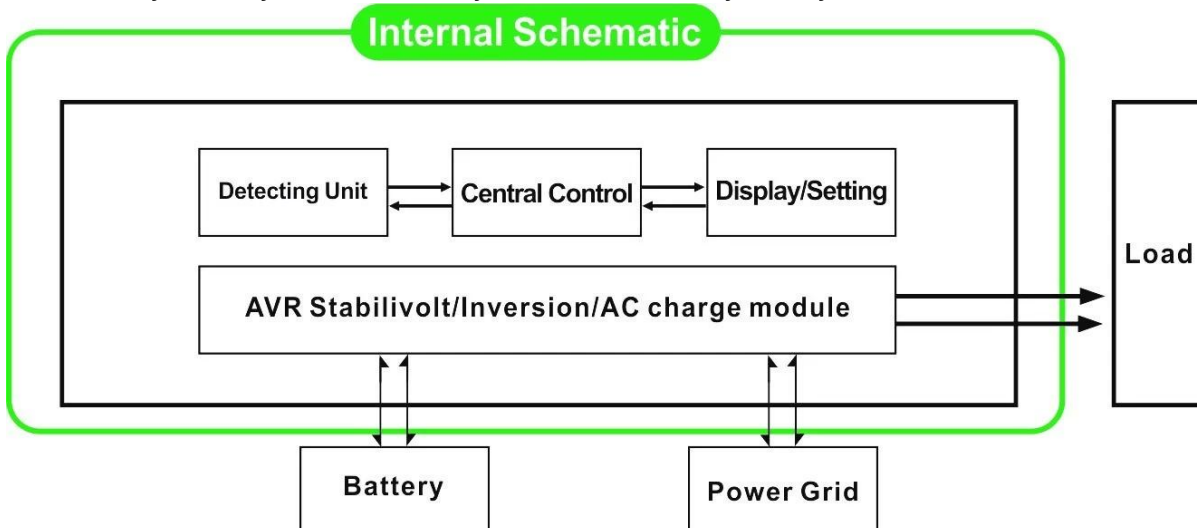 Internal Schematic
Detecting Unit
Central Control
Display/Setting
AVR Stabilivolt/Inversion/AC charge module
Load
Battery
Power Grid